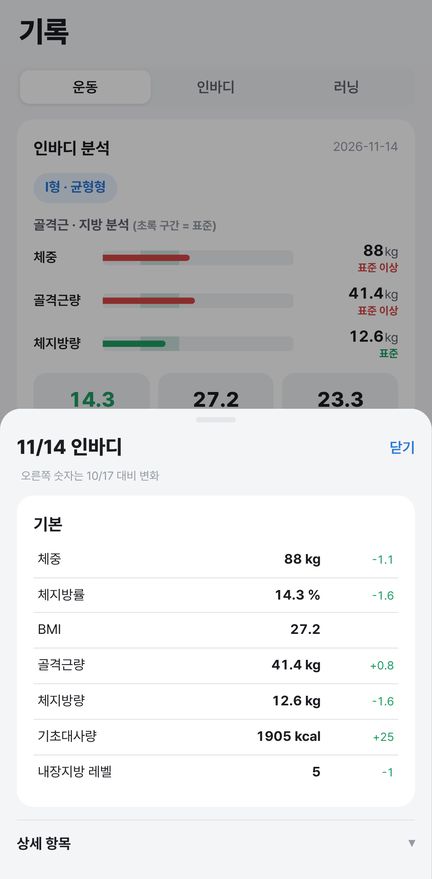 기록
운동 인바디 러닝
인바디 분석 2026-11-14
I형 · 균형형
골격근 · 지방 분석 (초록 구간 = 표준)
체중 88kg
표준 이상
골격근량 41.4kg
표준 이상
체지방량 12.6kg
표준
14.3 27.2 23.3
11/14 인바디 닫기
오른쪽 숫자는 10/17 대비 변화
기본
체중 88 kg -1.1
체지방률 14.3 % -1.6
BMI 27.2
골격근량 41.4 kg +0.8
체지방량 12.6 kg -1.6
기초대사량 1905 kcal +25
내장지방 레벨 5 -1
상세 항목 ▼